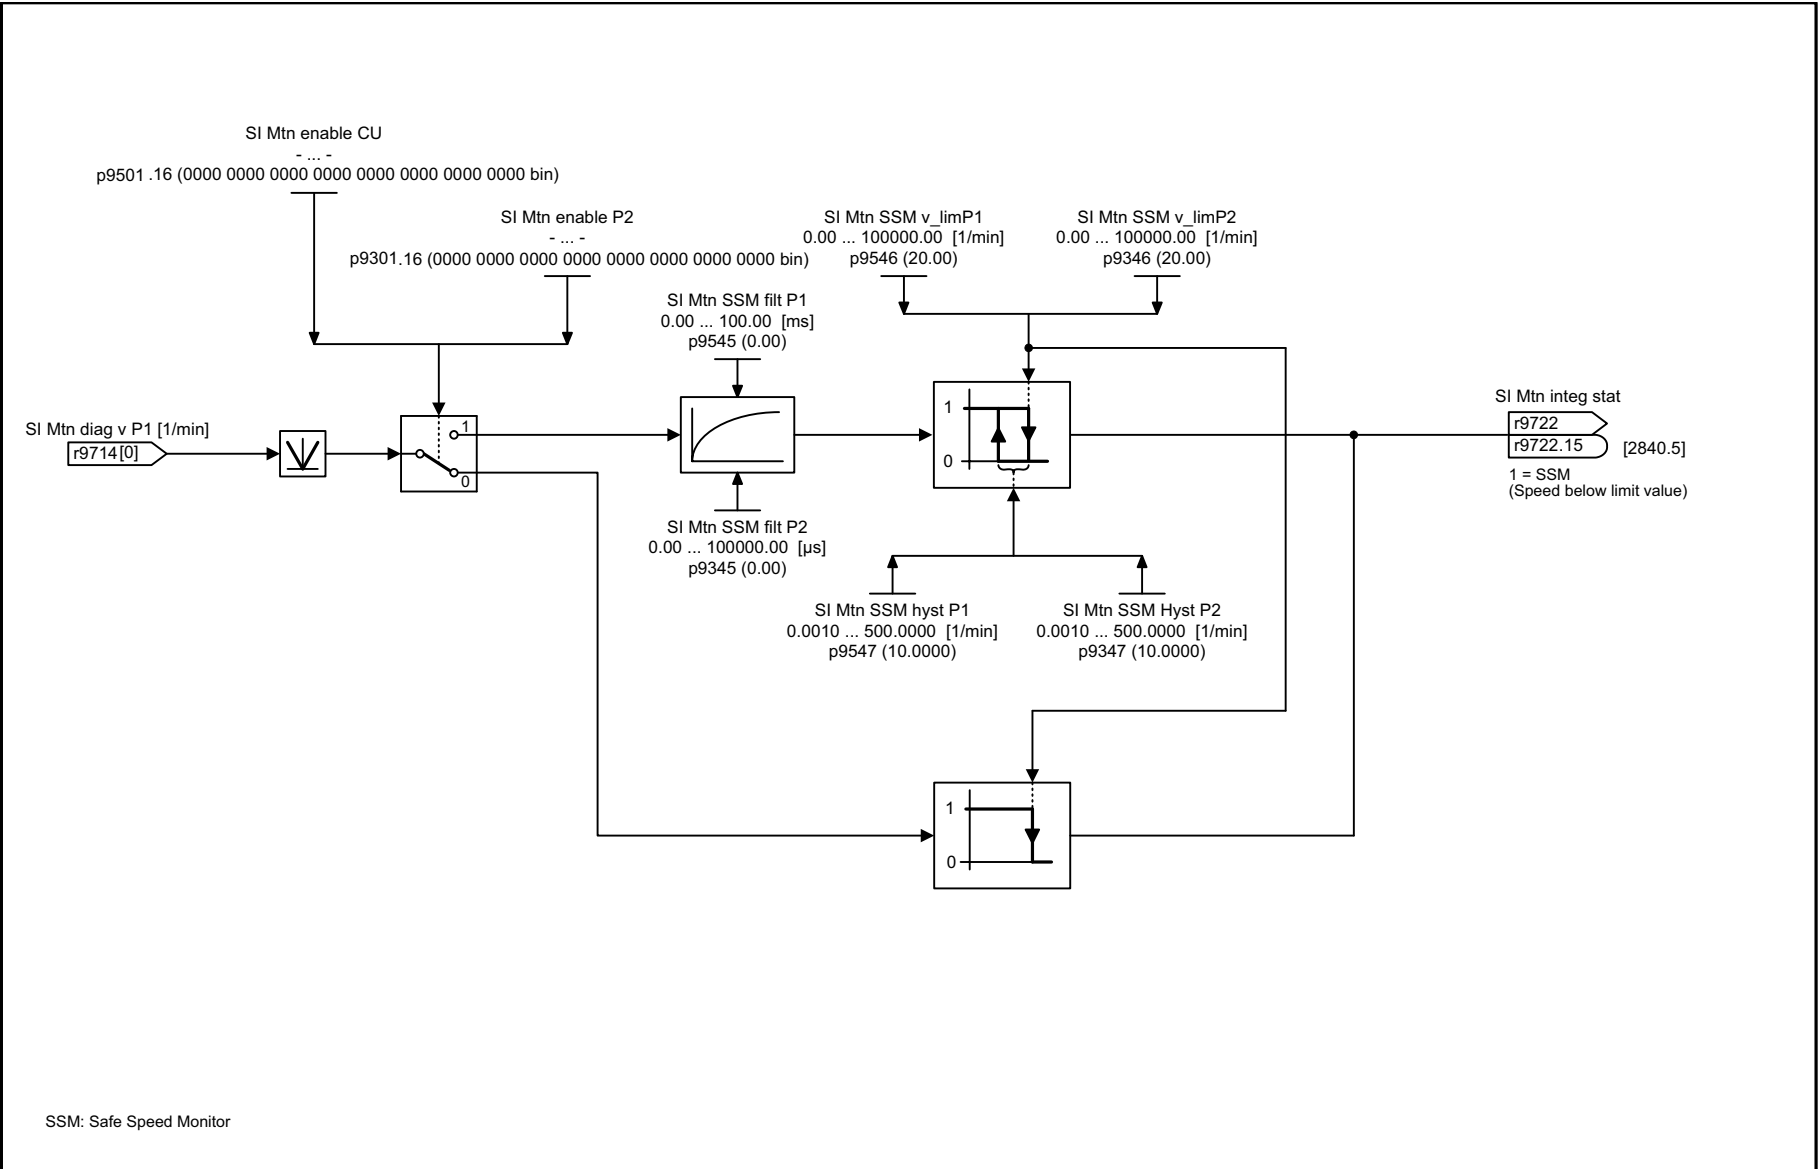 SI Mtn enable CU
- ... -
p9501 .16 (0000 0000 0000 0000 0000 0000 0000 0000 bin)
SI Mtn enable P2
- ... -
p9301.16 (0000 0000 0000 0000 0000 0000 0000 0000 bin)
SI Mtn SSM v_limP1
0.00 ... 100000.00 [1/min]
p9546 (20.00)
SI Mtn SSM v_limP2
0.00 ... 100000.00 [1/min]
p9346 (20.00)
SI Mtn SSM filt P1
0.00 ... 100.00 [ms]
p9545 (0.00)
SI Mtn diag v P1 [1/min]
r9714[0]
1
0
1
0
SI Mtn integ stat
r9722
r9722.15
[2840.5]
1 = SSM
(Speed below limit value)
SI Mtn SSM filt P2
0.00 ... 100000.00 [µs]
p9345 (0.00)
SI Mtn SSM hyst P1
0.0010 ... 500.0000 [1/min]
p9547 (10.0000)
SI Mtn SSM Hyst P2
0.0010 ... 500.0000 [1/min]
p9347 (10.0000)
1
0
SSM: Safe Speed Monitor